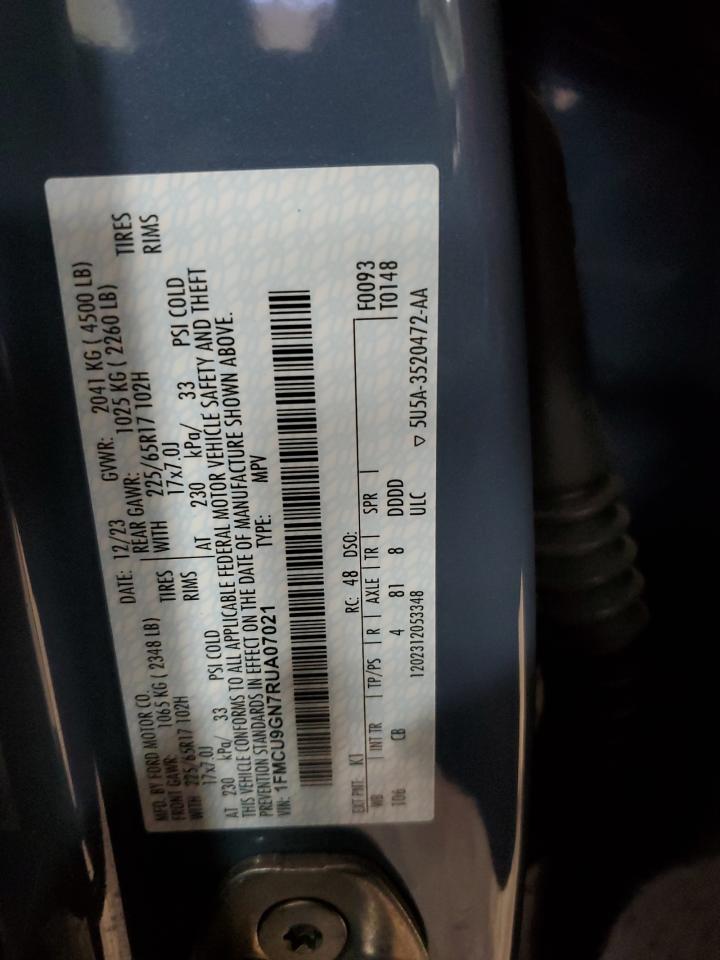 MFD. BY FORD MOTOR CO.
DATE: 12/23 GVWR: 2041 KG ( 4500 LB)
FRONT GAWR: 1065 KG ( 2348 LB) REAR GAWR: 1025 KG ( 2260 LB)
WITH 225/65R17 102H TIRES WITH 225/65R17 102H TIRES
17x7.0J RIMS 17x7.0J RIMS
AT 230 kPa/ 33 PSI COLD AT 230 kPa/ 33 PSI COLD
THIS VEHICLE CONFORMS TO ALL APPLICABLE FEDERAL MOTOR VEHICLE SAFETY AND THEFT
PREVENTION STANDARDS IN EFFECT ON THE DATE OF MANUFACTURE SHOWN ABOVE.
VIN: 1FMCU9GN7RUA07021 TYPE: MPV
EXT PNT: K1 RC: 48 DSO: F0093
WB INT TR TP/PS R AXLE TR SPR T0148
106 CB 4 81 8 DDDD
1202312053348 ULC ▽ 5U5A-3520472-AA